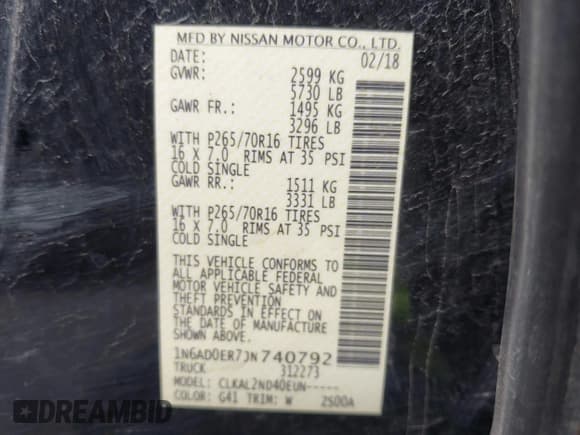 MFD BY NISSAN MOTOR CO., LTD.
DATE: 02/18
GVWR: 2599 KG
5730 LB
GAWR FR.: 1495 KG
3296 LB
WITH P265/70R16 TIRES
16 X 7.0 RIMS AT 35 PSI
COLD SINGLE
GAWR RR.: 1511 KG
3331 LB
WITH P265/70R16 TIRES
16 X 7.0 RIMS AT 35 PSI
COLD SINGLE
THIS VEHICLE CONFORMS TO
ALL APPLICABLE FEDERAL
MOTOR VEHICLE SAFETY AND
THEFT PREVENTION
STANDARDS IN EFFECT ON
THE DATE OF MANUFACTURE
SHOWN ABOVE.
1N6AD0ER7JN740792
TRUCK 312273
MODEL: CLKAL2ND40EUN-----
COLOR: G41 TRIM: W 2500A
DREAMBID